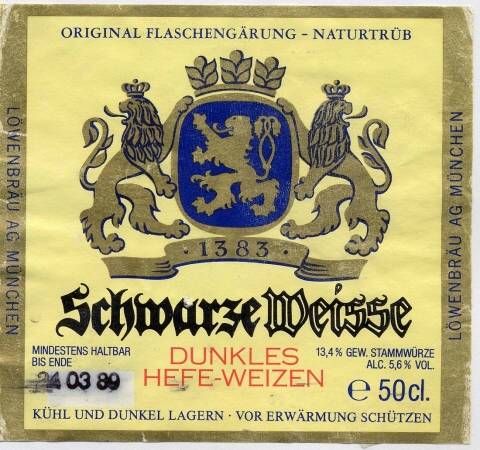 ORIGINAL FLASCHENGÄRUNG - NATURTRÜB
LÖWENBRÄU AG MÜNCHEN
LÖWENBRÄU AG MÜNCHEN
· 1383 ·
Schwarze Weisse
MINDESTENS HALTBAR
BIS ENDE
24 03 89
DUNKLES
HEFE-WEIZEN
13,4% GEW. STAMMWÜRZE
ALC. 5,6% VOL.
e 50cl.
KÜHL UND DUNKEL LAGERN · VOR ERWÄRMUNG SCHÜTZEN